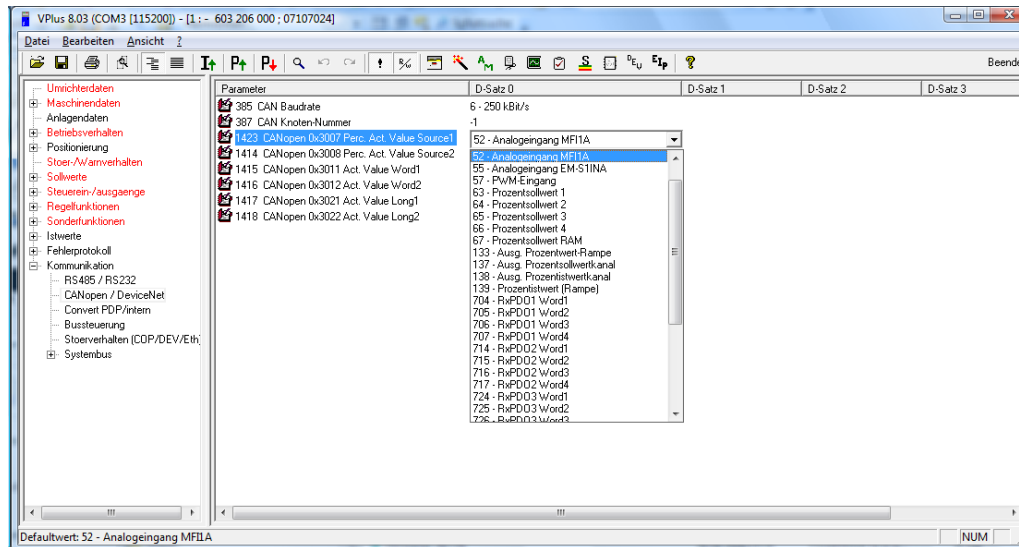 VPlus 8.03 (COM3 [115200]) - [1 : - 603 206 000 ; 07107024]
Datei Bearbeiten Ansicht ?
Beende
Umrichterdaten
Maschinendaten
Anlagendaten
Betriebsverhalten
Positionierung
Stoer-/Warnverhalten
Sollwerte
Steuerein-/ausgaenge
Regelfunktionen
Sonderfunktionen
Istwerte
Fehlerprotokoll
Kommunikation
RS485 / RS232
CANopen / DeviceNet
Convert PDP/intern
Bussteuerung
Stoerverhalten (COP/DEV/Eth)
Systembus
Parameter D-Satz 0 D-Satz 1 D-Satz 2 D-Satz 3
385 CAN Baudrate 6 - 250 kBit/s
387 CAN Knoten-Nummer -1
1423 CANopen 0x3007 Perc. Act. Value Source1 52 - Analogeingang MFI1A
1414 CANopen 0x3008 Perc. Act. Value Source2
1415 CANopen 0x3011 Act. Value Word1
1416 CANopen 0x3012 Act. Value Word2
1417 CANopen 0x3021 Act. Value Long1
1418 CANopen 0x3022 Act. Value Long2
52 - Analogeingang MFI1A
55 - Analogeingang EM-S1INA
57 - PWM-Eingang
63 - Prozentsollwert 1
64 - Prozentsollwert 2
65 - Prozentsollwert 3
66 - Prozentsollwert 4
67 - Prozentsollwert RAM
133 - Ausg. Prozentwert-Rampe
137 - Ausg. Prozentsollwertkanal
138 - Ausg. Prozentistwertkanal
139 - Prozentistwert (Rampe)
704 - RxPDO1 Word1
705 - RxPDO1 Word2
706 - RxPDO1 Word3
707 - RxPDO1 Word4
714 - RxPDO2 Word1
715 - RxPDO2 Word2
716 - RxPDO2 Word3
717 - RxPDO2 Word4
724 - RxPDO3 Word1
725 - RxPDO3 Word2
726 - RxPDO3 Word3
Defaultwert: 52 - Analogeingang MFI1A NUM